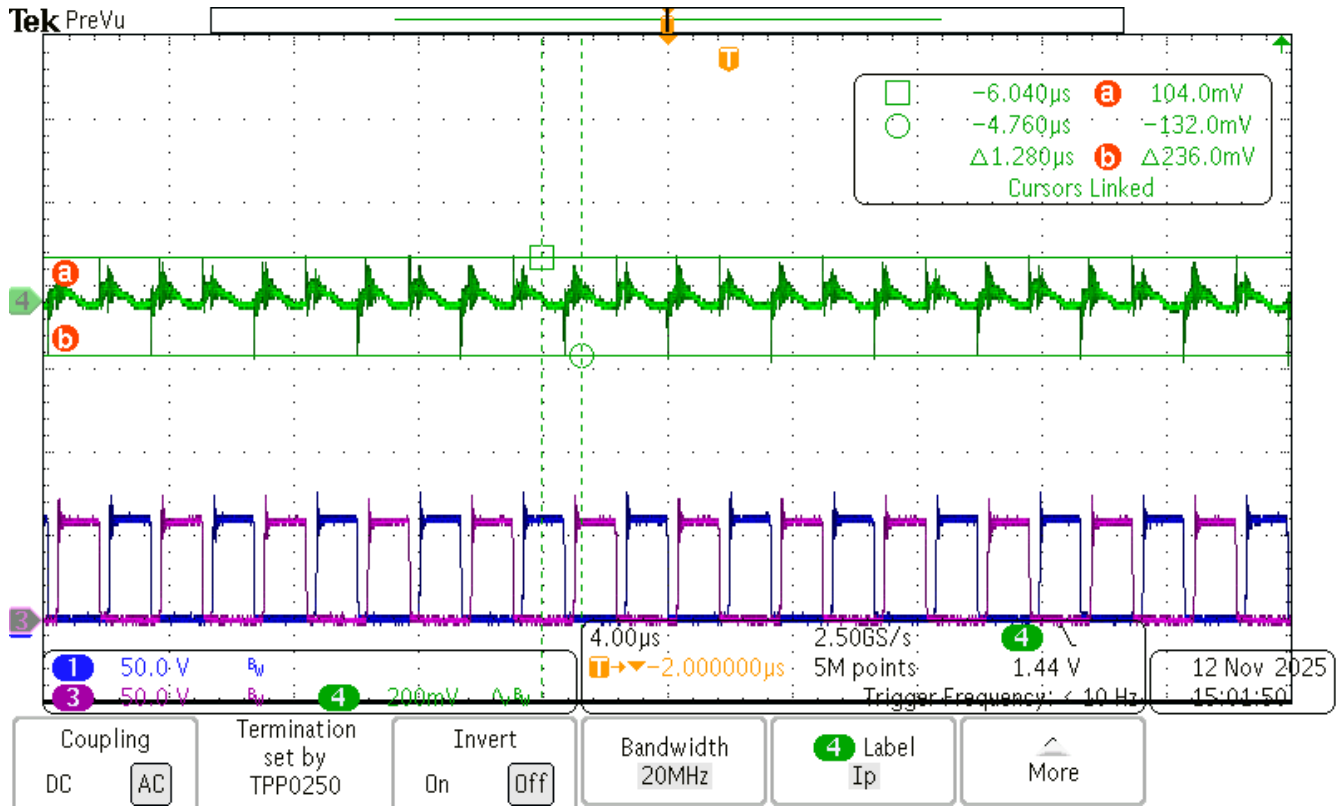 Tek PreVu
T
T
−6.040µs a 104.0mV
−4.760µs −132.0mV
△1.280µs b △236.0mV
Cursors Linked
a
4
b
3
4.00µs 2.50GS/s 4
1 50.0 V BW
T→▼−2.000000µs 5M points 1.44 V
3 50.0 V BW 4 200mV BW
Trigger Frequency: < 10 Hz
12 Nov 2025
15:01:50
Coupling
DC AC
Termination
set by
TPP0250
Invert
On Off
Bandwidth
20MHz
4 Label
Ip
More